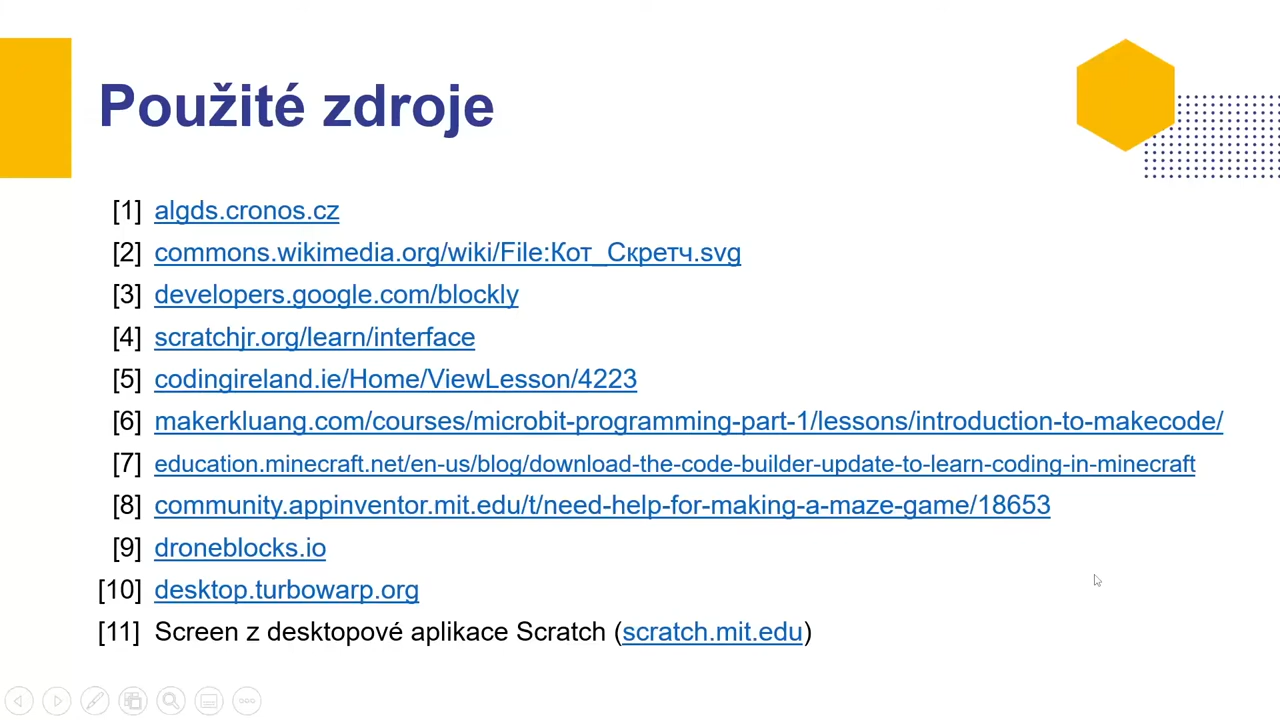 Použité zdroje
[1] algds.cronos.cz
[2] commons.wikimedia.org/wiki/File:Кот_Скретч.svg
[3] developers.google.com/blockly
[4] scratchjr.org/learn/interface
[5] codingireland.ie/Home/ViewLesson/4223
[6] makerkluang.com/courses/microbit-programming-part-1/lessons/introduction-to-makecode/
[7] education.minecraft.net/en-us/blog/download-the-code-builder-update-to-learn-coding-in-minecraft
[8] community.appinventor.mit.edu/t/need-help-for-making-a-maze-game/18653
[9] droneblocks.io
[10] desktop.turbowarp.org
[11] Screen z desktopové aplikace Scratch (scratch.mit.edu)